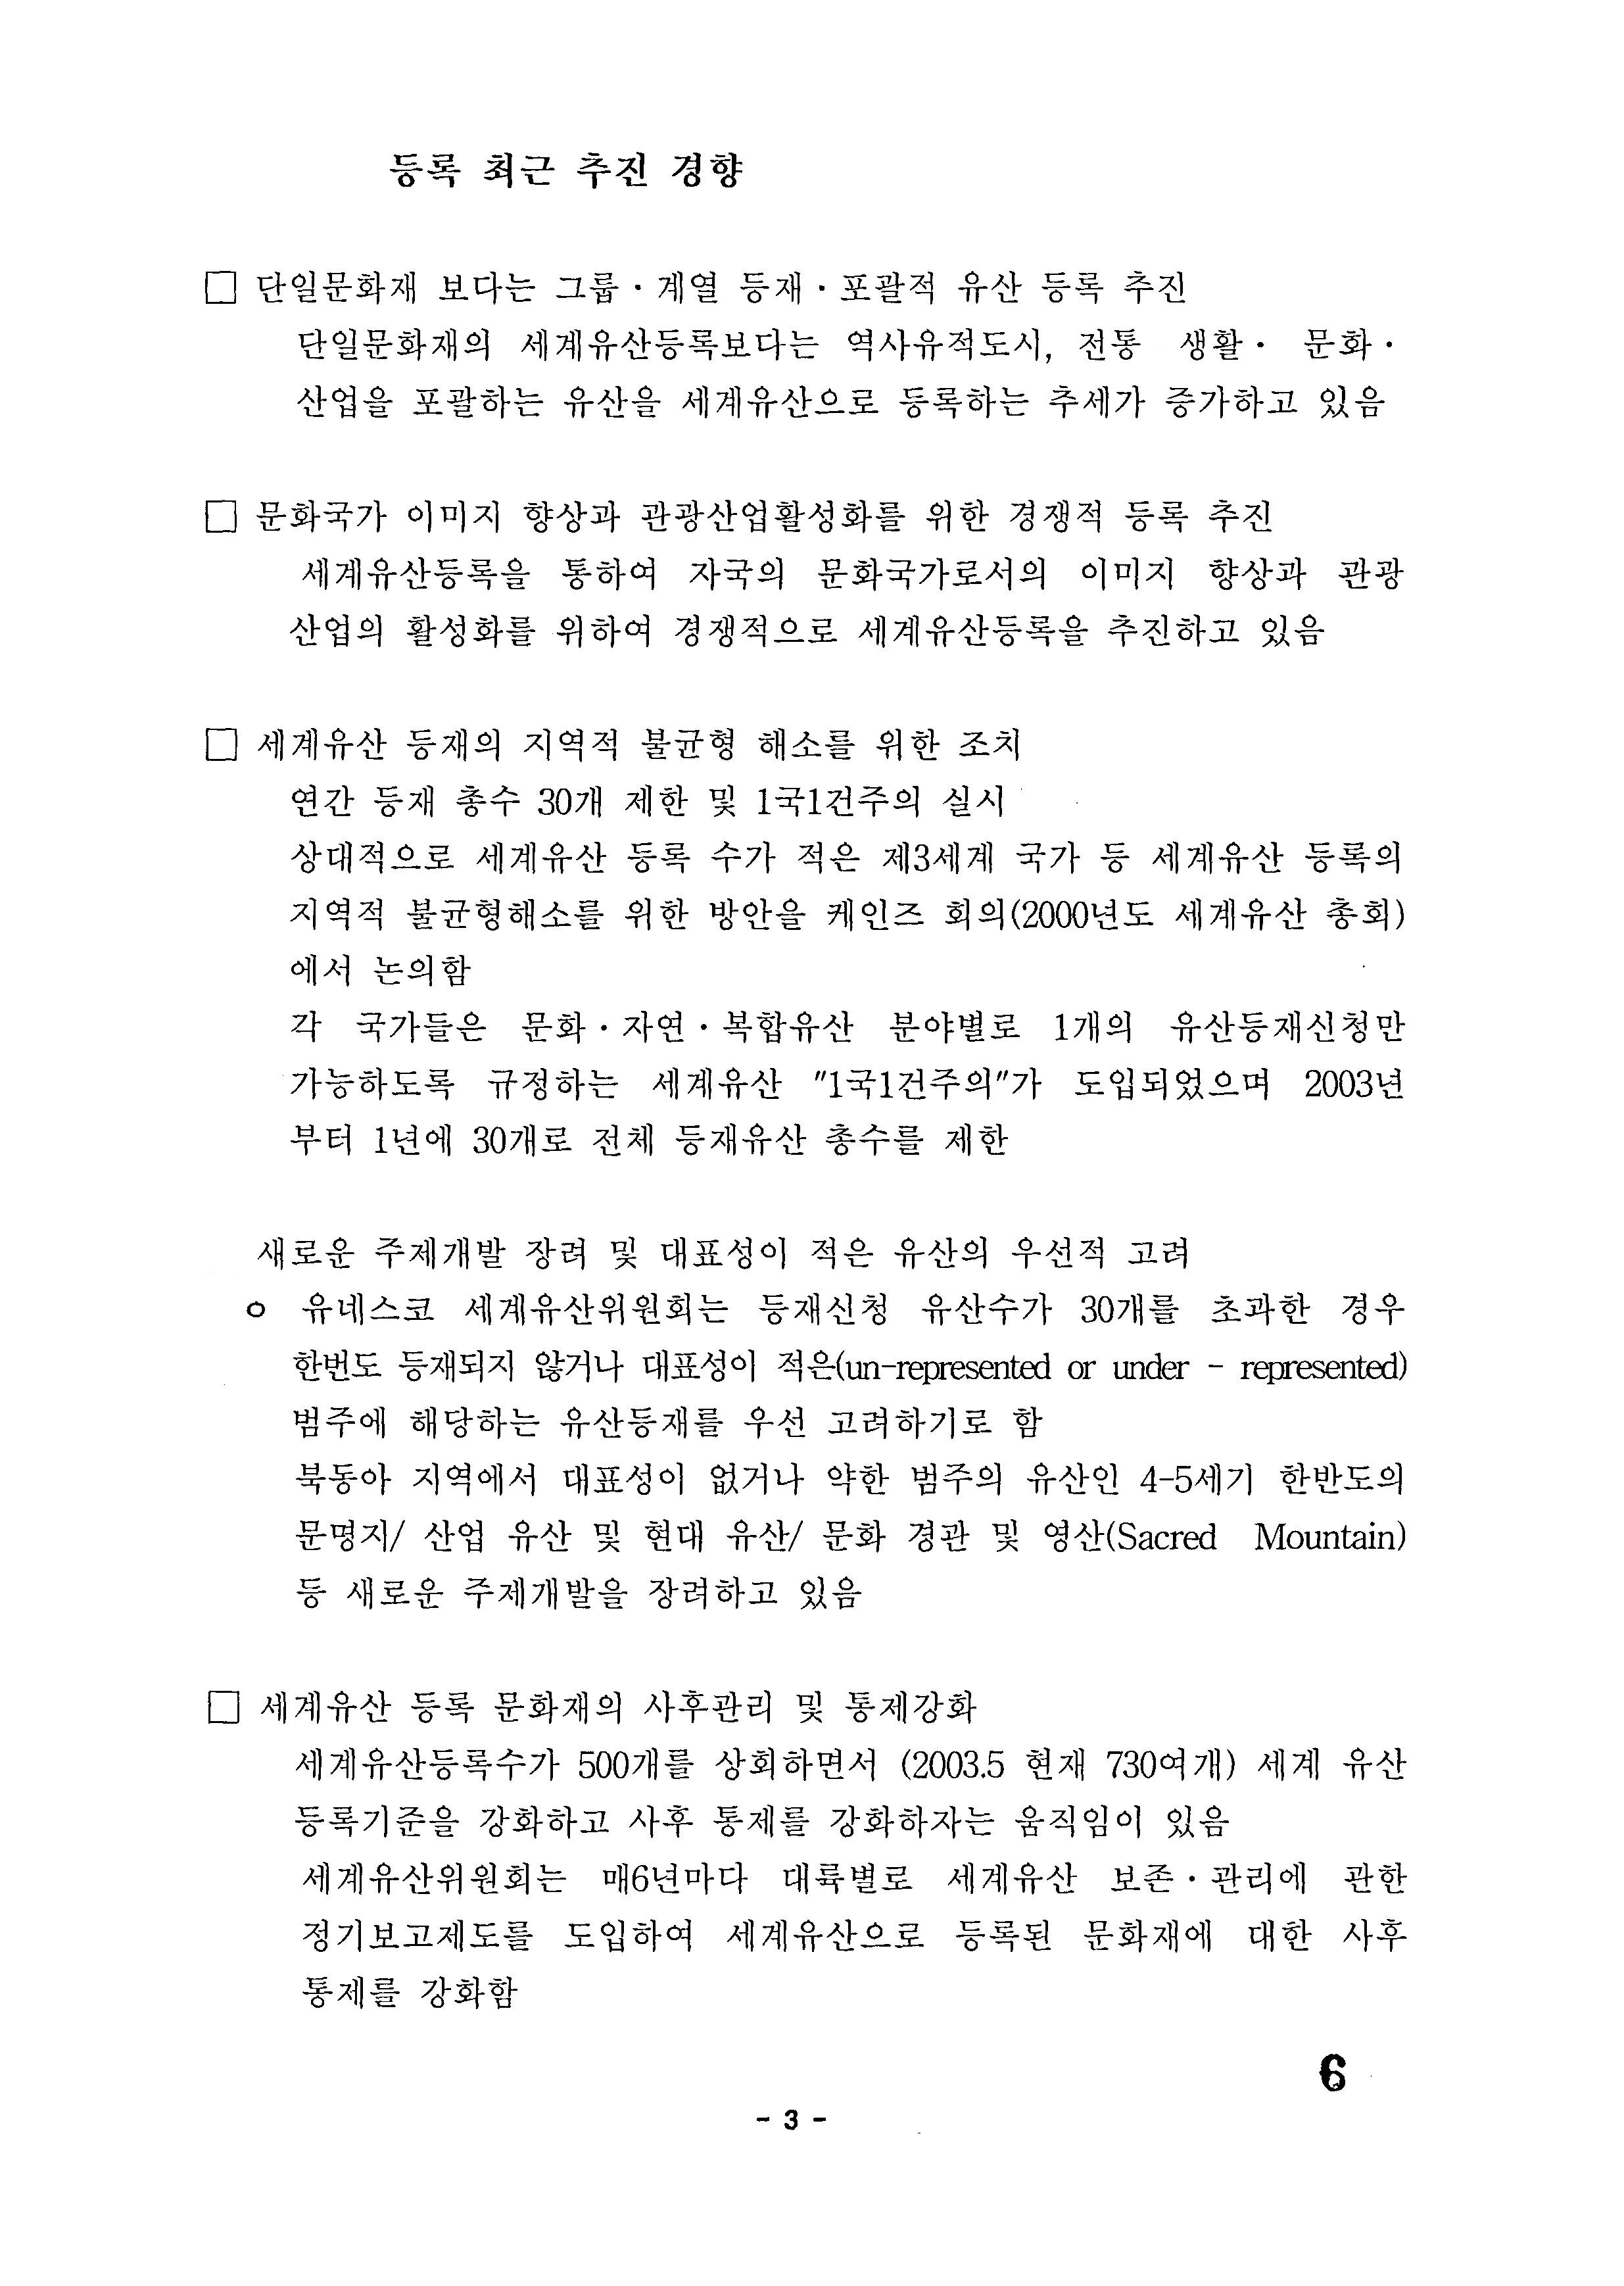 등록 최근 추진 경향
□ 단일문화재 보다는 그룹·계열 등재·포괄적 유산 등록 추진
단일문화재의 세계유산등록보다는 역사유적도시, 전통 생활· 문화·
산업을 포괄하는 유산을 세계유산으로 등록하는 추세가 증가하고 있음
□ 문화국가 이미지 향상과 관광산업활성화를 위한 경쟁적 등록 추진
세계유산등록을 통하여 자국의 문화국가로서의 이미지 향상과 관광
산업의 활성화를 위하여 경쟁적으로 세계유산등록을 추진하고 있음
□ 세계유산 등재의 지역적 불균형 해소를 위한 조치
연간 등재 총수 30개 제한 및 1국1건주의 실시
상대적으로 세계유산 등록 수가 적은 제3세계 국가 등 세계유산 등록의
지역적 불균형해소를 위한 방안을 케인즈 회의(2000년도 세계유산 총회)
에서 논의함
각 국가들은 문화·자연·복합유산 분야별로 1개의 유산등재신청만
가능하도록 규정하는 세계유산 "1국1건주의"가 도입되었으며 2003년
부터 1년에 30개로 전체 등재유산 총수를 제한
새로운 주제개발 장려 및 대표성이 적은 유산의 우선적 고려
ㅇ 유네스코 세계유산위원회는 등재신청 유산수가 30개를 초과한 경우
한번도 등재되지 않거나 대표성이 적은(un-represented or under - represented)
범주에 해당하는 유산등재를 우선 고려하기로 함
북동아 지역에서 대표성이 없거나 약한 범주의 유산인 4-5세기 한반도의
문명지/ 산업 유산 및 현대 유산/ 문화 경관 및 영산(Sacred Mountain)
등 새로운 주제개발을 장려하고 있음
□ 세계유산 등록 문화재의 사후관리 및 통제강화
세계유산등록수가 500개를 상회하면서 (2003.5 현재 730여개) 세계 유산
등록기준을 강화하고 사후 통제를 강화하자는 움직임이 있음
세계유산위원회는 매6년마다 대륙별로 세계유산 보존·관리에 관한
정기보고제도를 도입하여 세계유산으로 등록된 문화재에 대한 사후
통제를 강화함
6
- 3 -